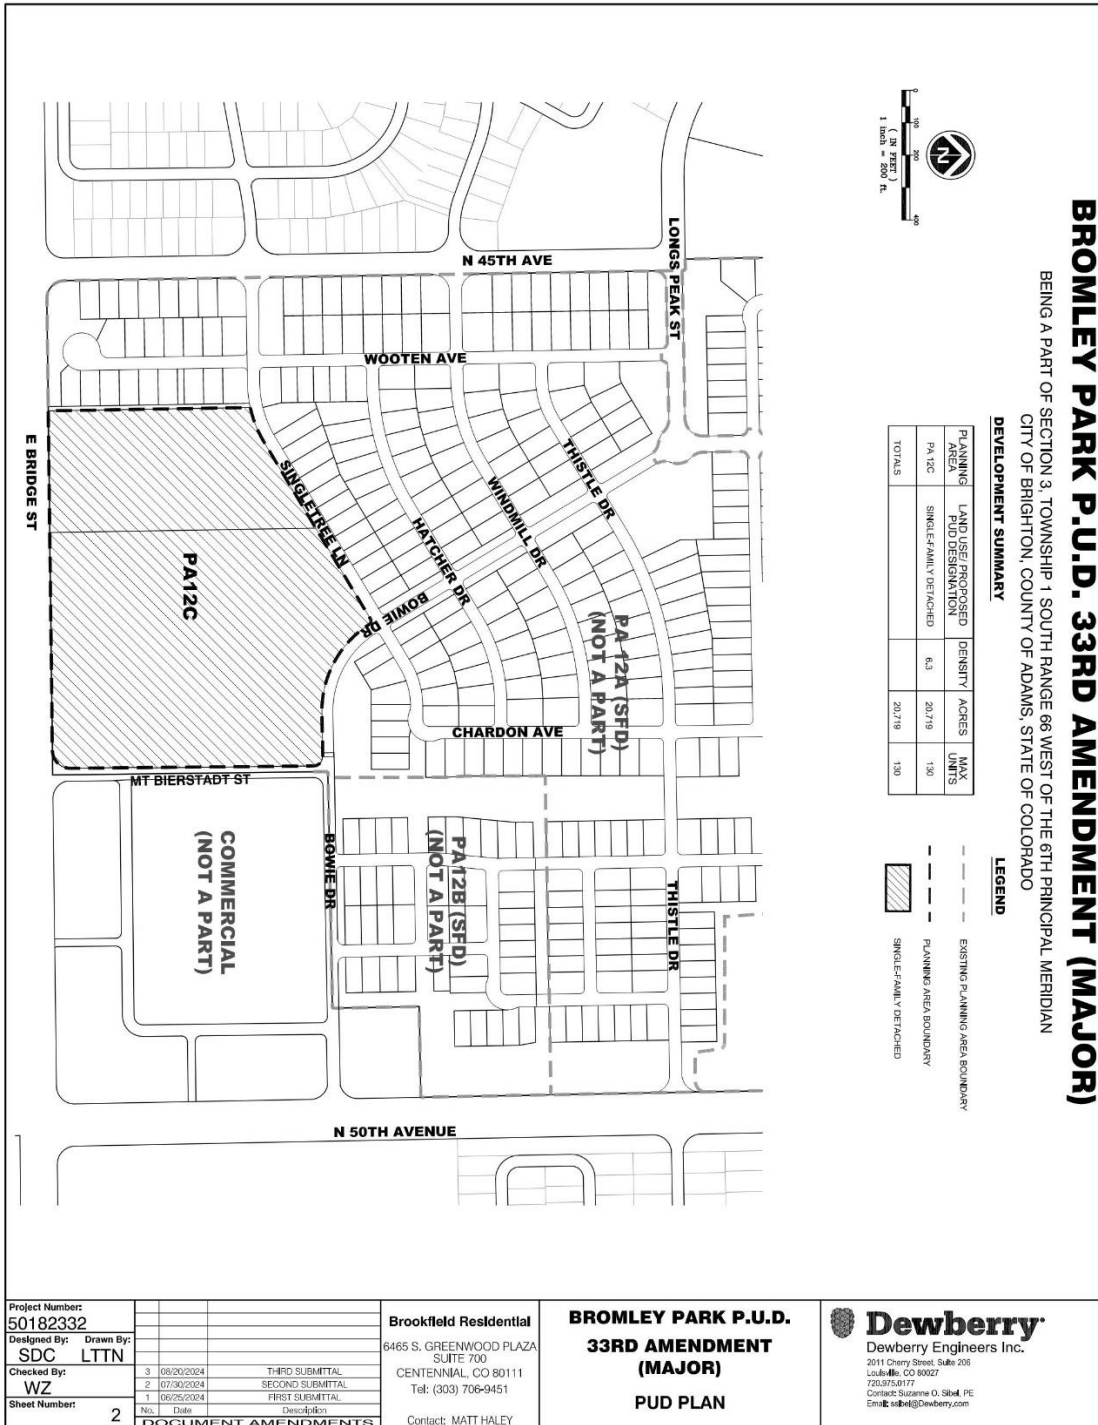 BROMLEY PARK P.U.D. 33RD AMENDMENT (MAJOR)
BEING A PART OF SECTION 3, TOWNSHIP 1 SOUTH RANGE 66 WEST OF THE 6TH PRINCIPAL MERIDIAN
CITY OF BRIGHTON, COUNTY OF ADAMS, STATE OF COLORADO
N
0 100 200 400
( IN FEET )
1 inch = 200 ft.
DEVELOPMENT SUMMARY
PLANNING AREA LAND USE/ PROPOSED PUD DESIGNATION DENSITY ACRES MAX UNITS
PA 12C SINGLE-FAMILY DETACHED 6.3 20.719 130
TOTALS 20.719 130
LEGEND
EXISTING PLANNING AREA BOUNDARY
PLANNING AREA BOUNDARY
SINGLE-FAMILY DETACHED
N 45TH AVE
LONGS PEAK ST
WOOTEN AVE
E BRIDGE ST
SINGLETREE LN
HATCHER DR
WINDMILL DR
THISTLE DR
BOWIE DR
PA12C
PA 12A (SFD)
(NOT A PART)
CHARDON AVE
MT BIERSTADT ST
COMMERCIAL
(NOT A PART)
BOWIE DR
PA12B (SFD)
(NOT A PART)
THISTLE DR
N 50TH AVENUE
Project Number:
50182332
Designed By: Drawn By:
SDC LTTN
Checked By:
WZ
Sheet Number:
2
3 08/20/2024 THIRD SUBMITTAL
2 07/30/2024 SECOND SUBMITTAL
1 06/25/2024 FIRST SUBMITTAL
No. Date Description
DOCUMENT AMENDMENTS
Brookfield Residential
6465 S. GREENWOOD PLAZA
SUITE 700
CENTENNIAL, CO 80111
Tel: (303) 706-9451
Contact: MATT HALEY
BROMLEY PARK P.U.D.
33RD AMENDMENT
(MAJOR)
PUD PLAN
Dewberry
Dewberry Engineers Inc.
2011 Cherry Street, Suite 206
Louisville, CO 80027
720.975.0177
Contact: Suzanne O. Sibel, PE
Email: ssibel@Dewberry.com